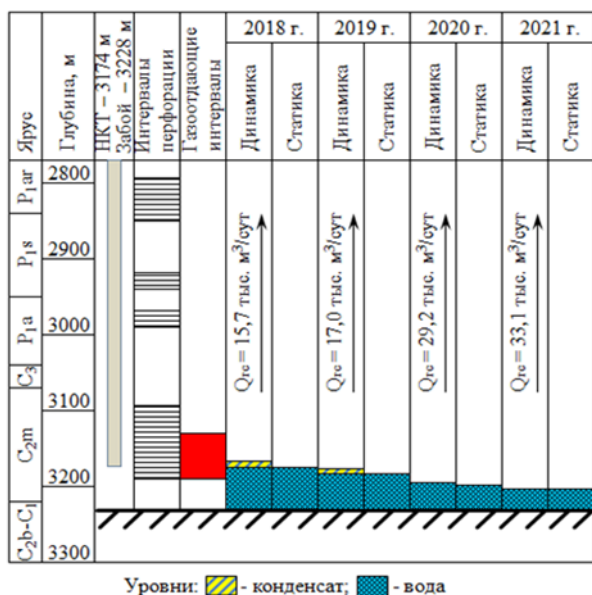 Ярус
Глубина, м
НКТ – 3174 м
Забой – 3228 м
Интервалы
перфорации
Газоотдающие
интервалы
2018 г.
2019 г.
2020 г.
2021 г.
Динамика
Статика
Динамика
Статика
Динамика
Статика
Динамика
Статика
P₁ar
P₁s
P₁a
C₃
C₂m
C₂b-C₁
2800
2900
3000
3100
3200
3300
Qгс = 15,7 тыс. м³/сут
Qгс = 17,0 тыс. м³/сут
Qгс = 29,2 тыс. м³/сут
Qгс = 33,1 тыс. м³/сут
Уровни: - конденсат; - вода